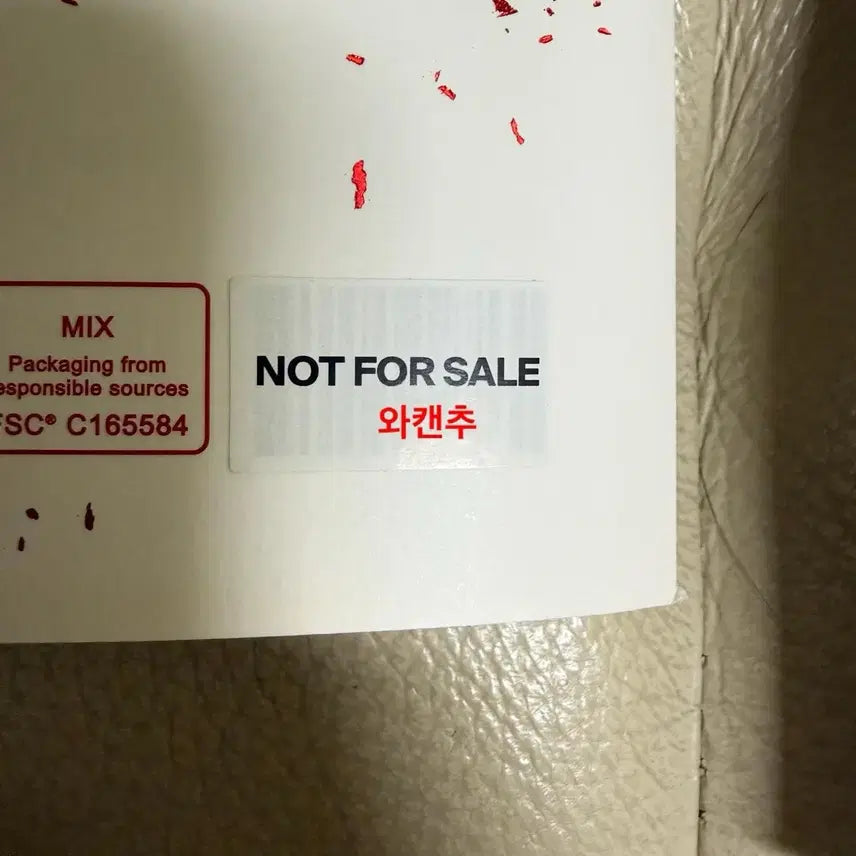 MIX
Packaging from
esponsible sources
FSC® C165584
NOT FOR SALE
와캔추